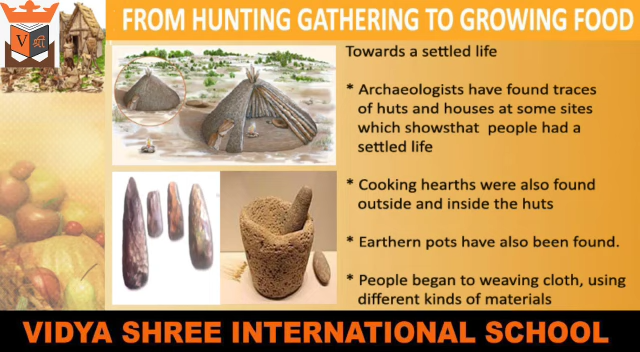 FROM HUNTING GATHERING TO GROWING FOOD
Towards a settled life
* Archaeologists have found traces
of huts and houses at some sites
which showsthat people had a
settled life
* Cooking hearths were also found
outside and inside the huts
* Earthern pots have also been found.
* People began to weaving cloth, using
different kinds of materials
VIDYA SHREE INTERNATIONAL SCHOOL